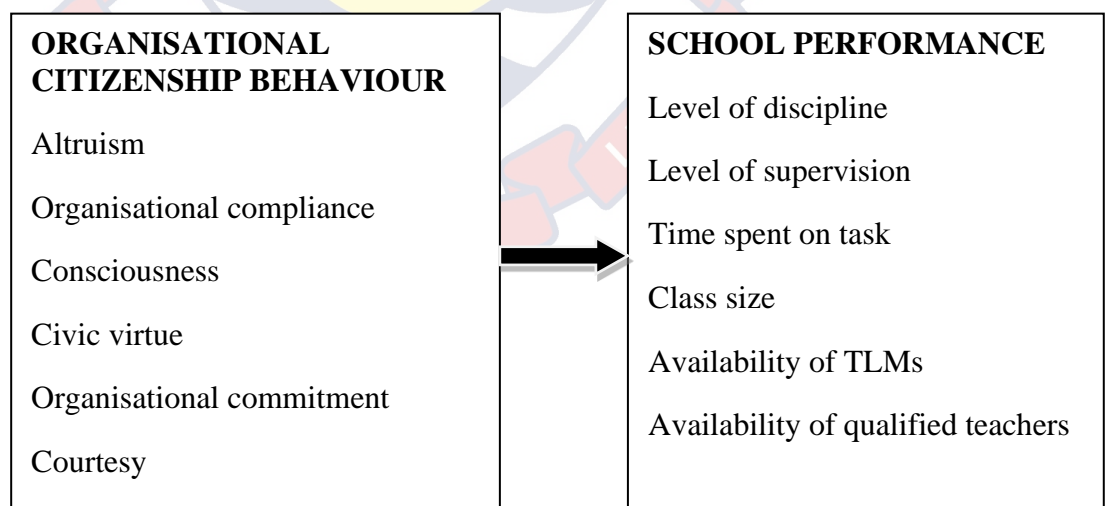 ORGANISATIONAL
CITIZENSHIP BEHAVIOUR
Altruism
Organisational compliance
Consciousness
Civic virtue
Organisational commitment
Courtesy
SCHOOL PERFORMANCE
Level of discipline
Level of supervision
Time spent on task
Class size
Availability of TLMs
Availability of qualified teachers